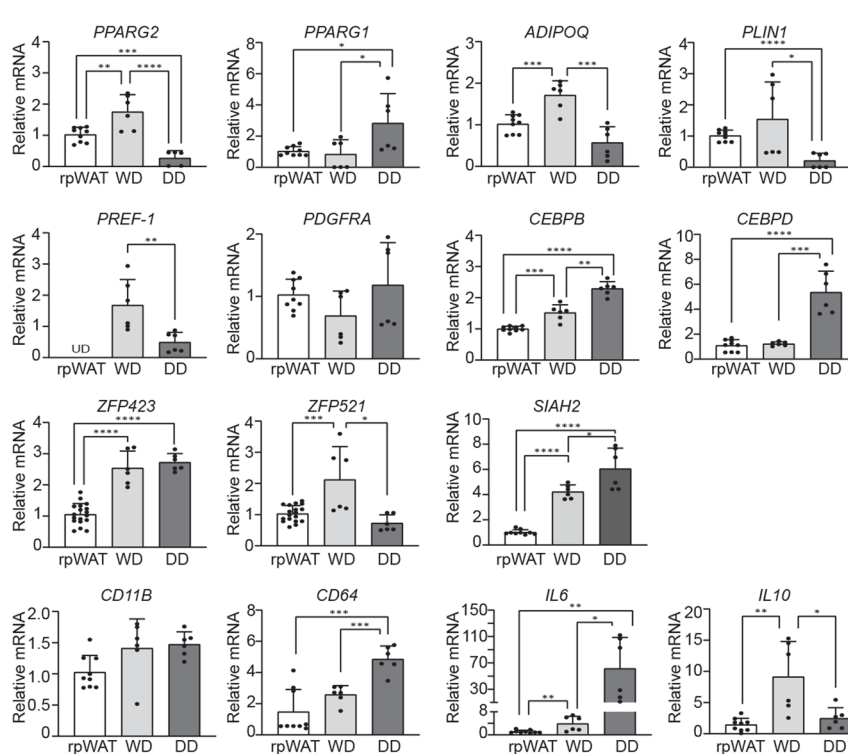 PPARG2 PPARG1 ADIPOQ PLIN1
Relative mRNA
4
3
2
1
0
***
** ****
rpWAT WD DD
Relative mRNA
8
6
4
2
0
*
*
rpWAT WD DD
Relative mRNA
3
2
1
0
*** ***
rpWAT WD DD
Relative mRNA
4
3
2
1
0
****
*
rpWAT WD DD
PREF-1 PDGFRA CEBPB CEBPD
Relative mRNA
4
3
2
1
0
**
UD
rpWAT WD DD
Relative mRNA
2
1
0
rpWAT WD DD
Relative mRNA
4
3
2
1
0
****
*** **
rpWAT WD DD
Relative mRNA
10
8
6
4
2
0
****
***
rpWAT WD DD
ZFP423 ZFP521 SIAH2
Relative mRNA
4
3
2
1
0
****
****
rpWAT WD DD
Relative mRNA
4
3
2
1
0
*** *
rpWAT WD DD
Relative mRNA
10
8
6
4
2
0
****
*
****
rpWAT WD DD
CD11B CD64 IL6 IL10
Relative mRNA
2.0
1.5
1.0
0.5
0
rpWAT WD DD
Relative mRNA
8
6
4
2
0
***
***
rpWAT WD DD
Relative mRNA
150
110
70
30
8
0
**
*
**
rpWAT WD DD
Relative mRNA
20
15
10
5
0
** *
rpWAT WD DD